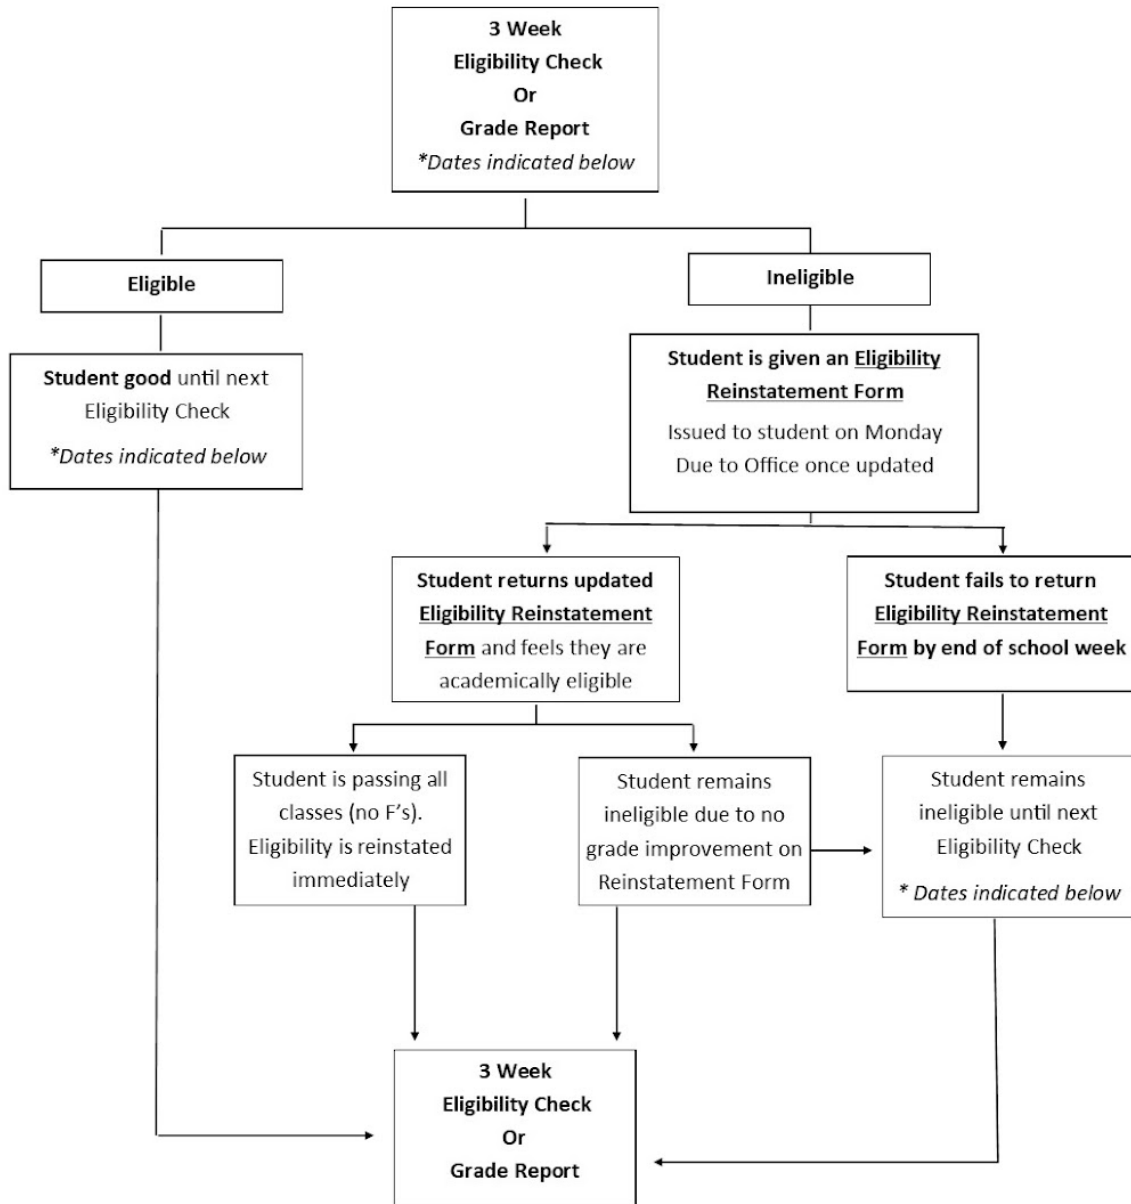 3 Week
Eligibility Check
Or
Grade Report
*Dates indicated below
Eligible
Ineligible
Student good until next
Eligibility Check
*Dates indicated below
Student is given an Eligibility
Reinstatement Form
Issued to student on Monday
Due to Office once updated
Student returns updated
Eligibility Reinstatement
Form and feels they are
academically eligible
Student fails to return
Eligibility Reinstatement
Form by end of school week
Student is passing all
classes (no F's).
Eligibility is reinstated
immediately
Student remains
ineligible due to no
grade improvement on
Reinstatement Form
Student remains
ineligible until next
Eligibility Check
* Dates indicated below
3 Week
Eligibility Check
Or
Grade Report